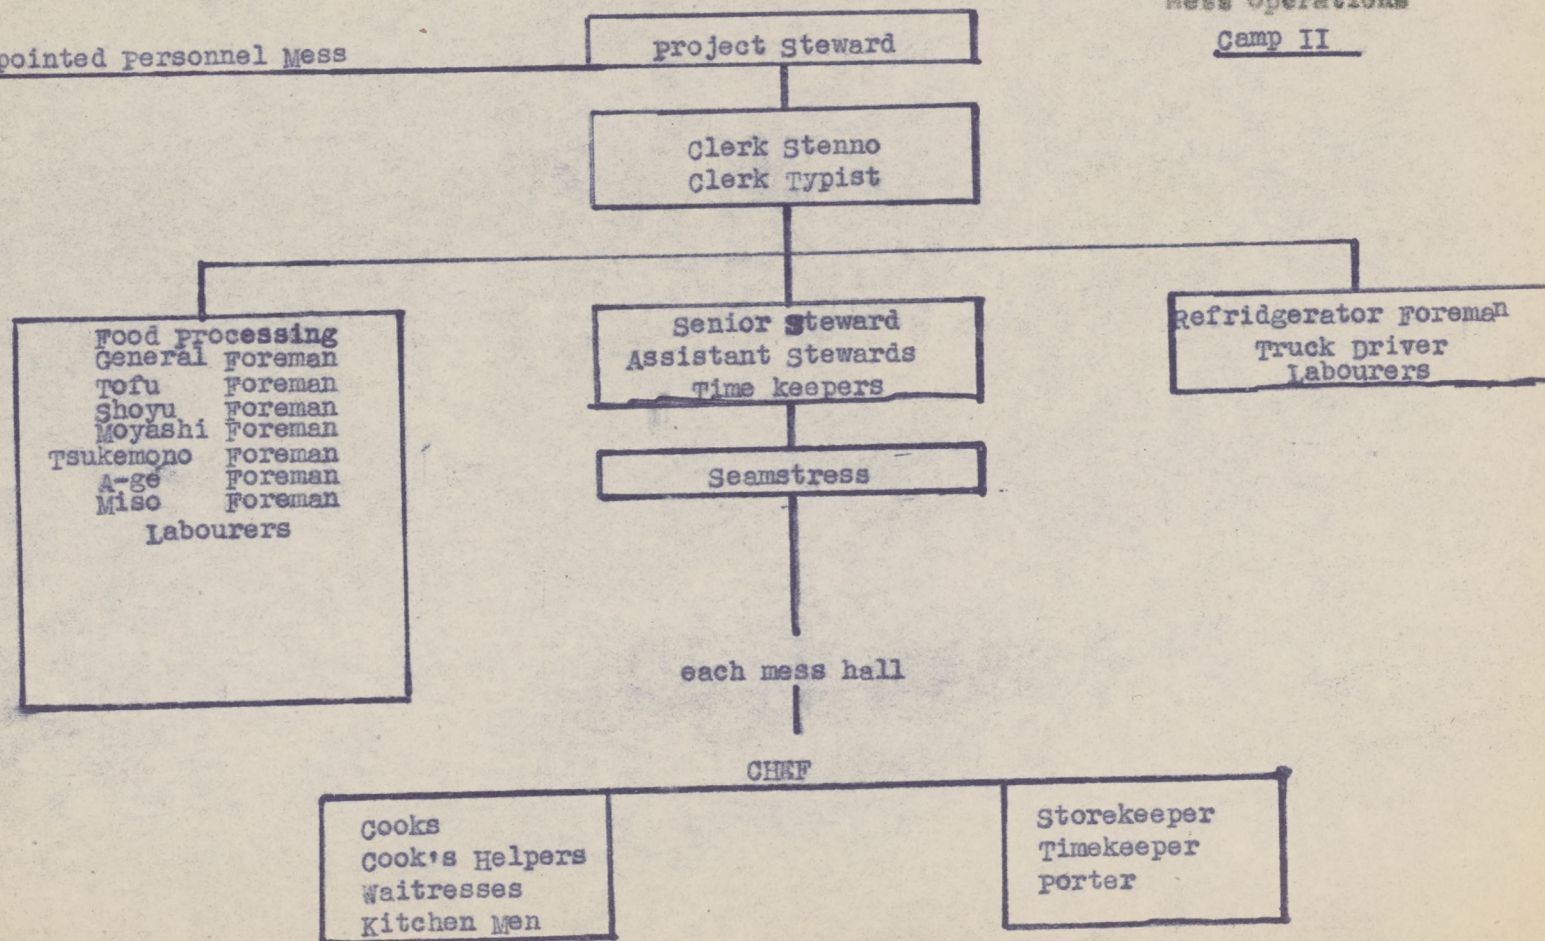 Mess Operations
Camp II
pointed Personnel Mess
Project Steward
Clerk Stenno
Clerk Typist
Food Processing
General Foreman
Tofu Foreman
Shoyu Foreman
Moyashi Foreman
Tsukemono Foreman
A-ge Foreman
Miso Foreman
Labourers
Senior Steward
Assistant Stewards
Time keepers
Refridgerator Foreman
Truck Driver
Labourers
Seamstress
each mess hall
CHEF
Cooks
Cook's Helpers
Waitresses
Kitchen Men
Storekeeper
Timekeeper
Porter